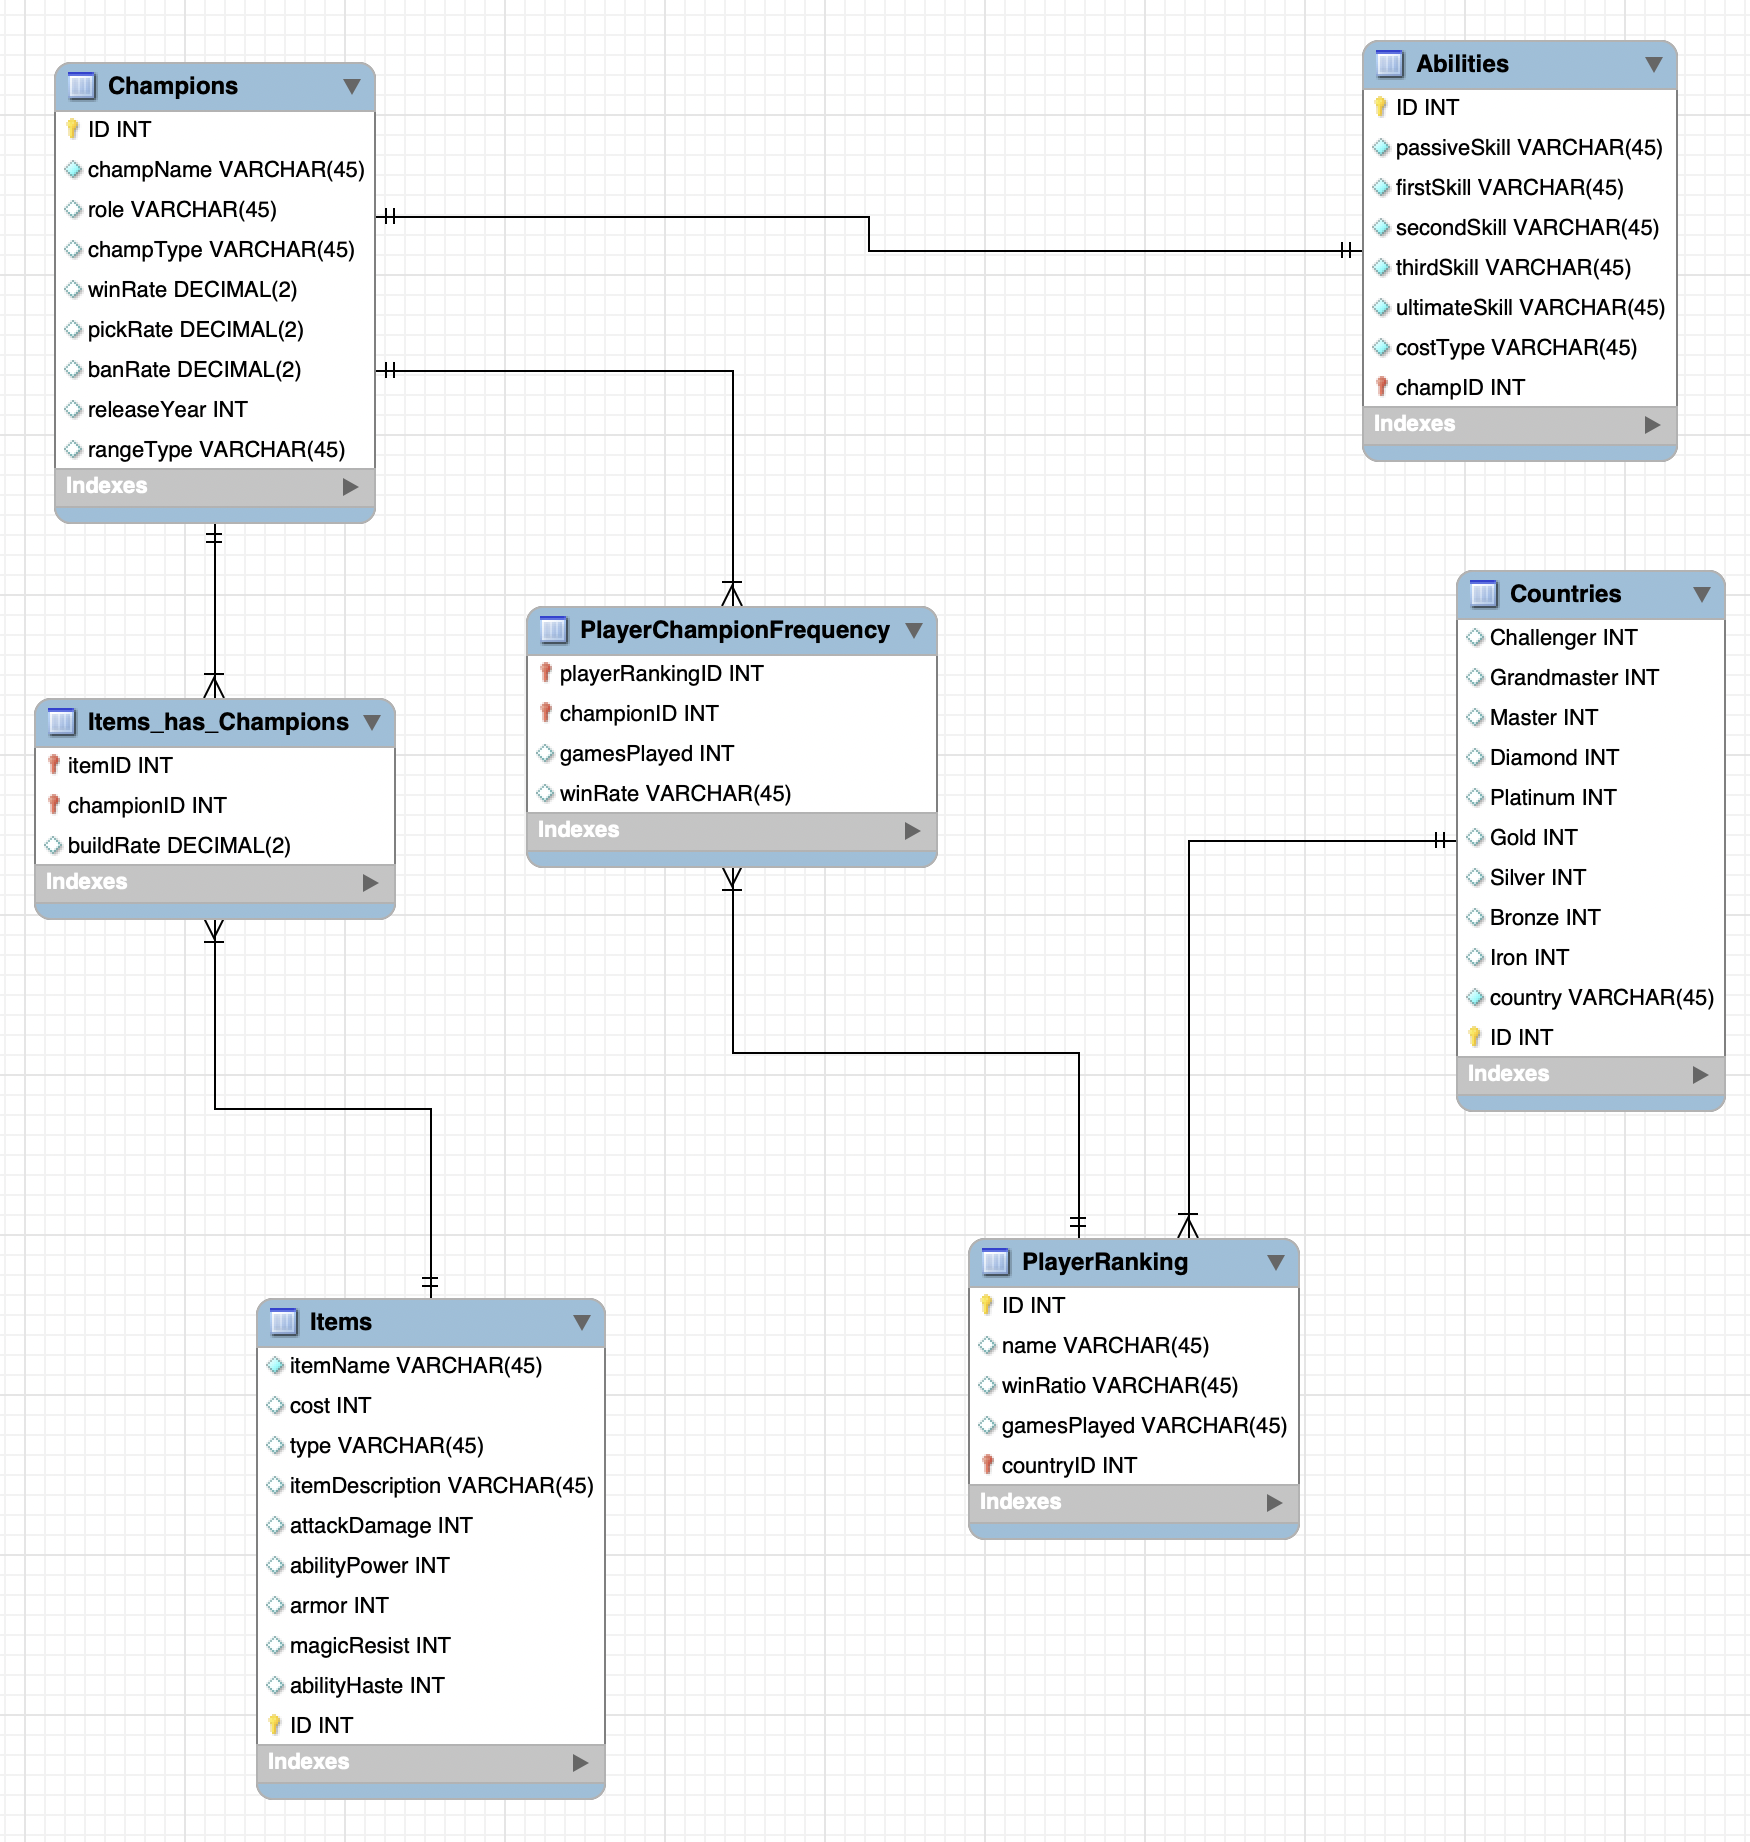 Champions
ID INT
champName VARCHAR(45)
role VARCHAR(45)
champType VARCHAR(45)
winRate DECIMAL(2)
pickRate DECIMAL(2)
banRate DECIMAL(2)
releaseYear INT
rangeType VARCHAR(45)
Indexes
Abilities
ID INT
passiveSkill VARCHAR(45)
firstSkill VARCHAR(45)
secondSkill VARCHAR(45)
thirdSkill VARCHAR(45)
ultimateSkill VARCHAR(45)
costType VARCHAR(45)
champID INT
Indexes
Items_has_Champions
itemID INT
championID INT
buildRate DECIMAL(2)
Indexes
PlayerChampionFrequency
playerRankingID INT
championID INT
gamesPlayed INT
winRate VARCHAR(45)
Indexes
Countries
Challenger INT
Grandmaster INT
Master INT
Diamond INT
Platinum INT
Gold INT
Silver INT
Bronze INT
Iron INT
country VARCHAR(45)
ID INT
Indexes
Items
itemName VARCHAR(45)
cost INT
type VARCHAR(45)
itemDescription VARCHAR(45)
attackDamage INT
abilityPower INT
armor INT
magicResist INT
abilityHaste INT
ID INT
Indexes
PlayerRanking
ID INT
name VARCHAR(45)
winRatio VARCHAR(45)
gamesPlayed VARCHAR(45)
countryID INT
Indexes